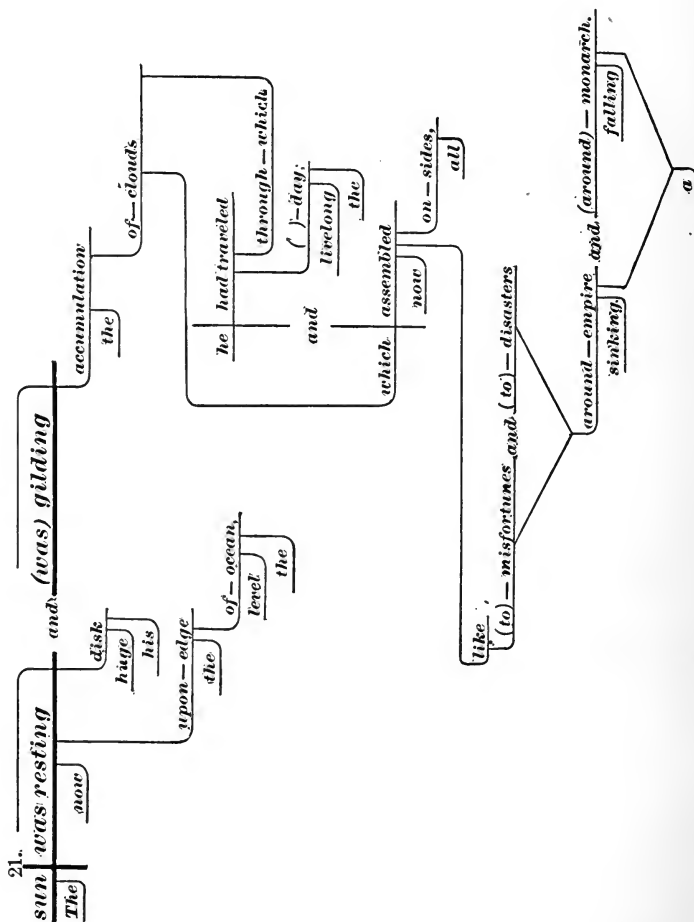 21.
sun was resting and (was) gilding
The
now
disk
huge
his
upon—edge
the
of—ocean,
level
the
accumulation
the
of—clouds
he had traveled
through—which
( )—day,
livelong
the
and
which assembled
now
on—sides,
all
like
(to)—misfortunes and (to)—disasters
around—empire and (around)—monarch.
sinking
falling
a